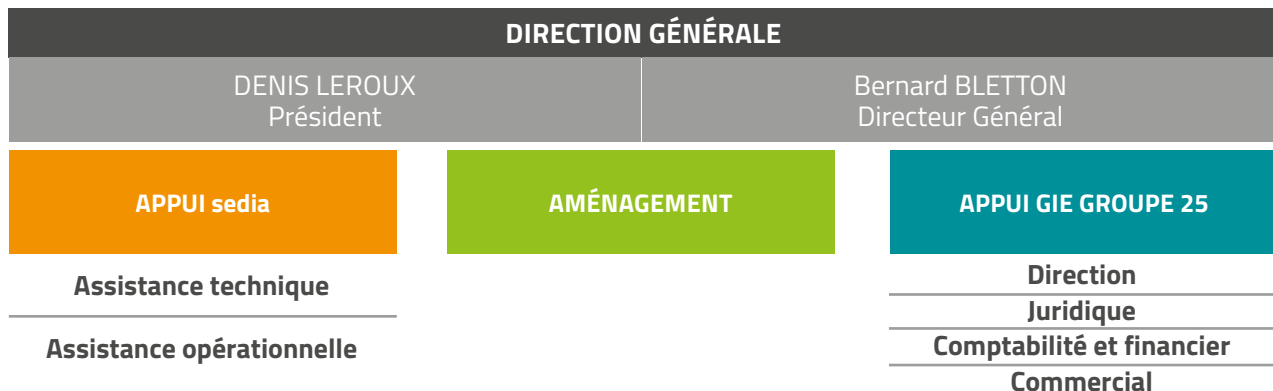 DIRECTION GÉNÉRALE
DENIS LEROUX
Président
Bernard BLETTON
Directeur Général
APPUI sedia
Assistance technique
Assistance opérationnelle
AMÉNAGEMENT
APPUI GIE GROUPE 25
Direction
Juridique
Comptabilité et financier
Commercial